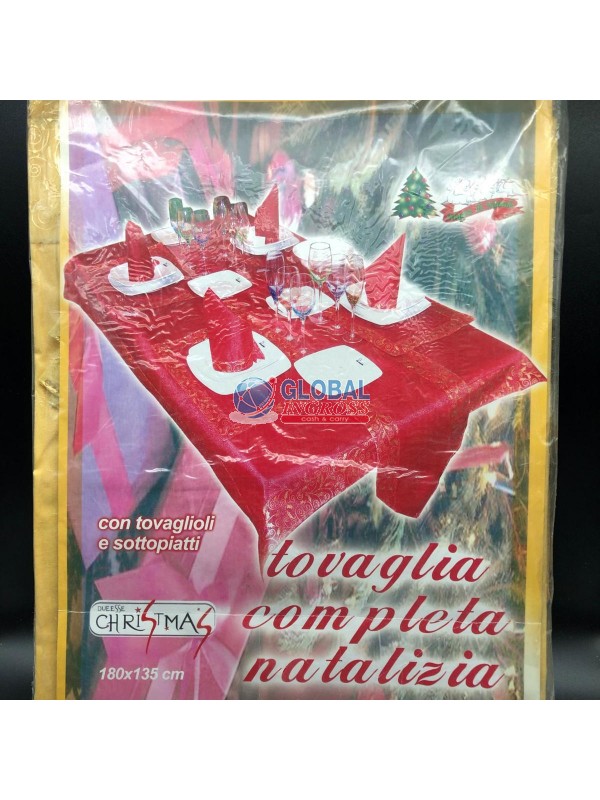 GLOBAL
INGROSS
cash & carry
con tovaglioli
e sottopiatti
tovaglia
completa
natalizia
DUEESSE
CHRISTMAS
180x135 cm